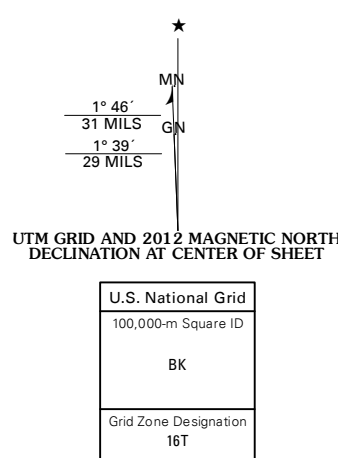 ★
MN
1° 46´
31 MILS
GN
1° 39´
29 MILS
UTM GRID AND 2012 MAGNETIC NORTH
DECLINATION AT CENTER OF SHEET
U.S. National Grid
100,000-m Square ID
BK
Grid Zone Designation
16T